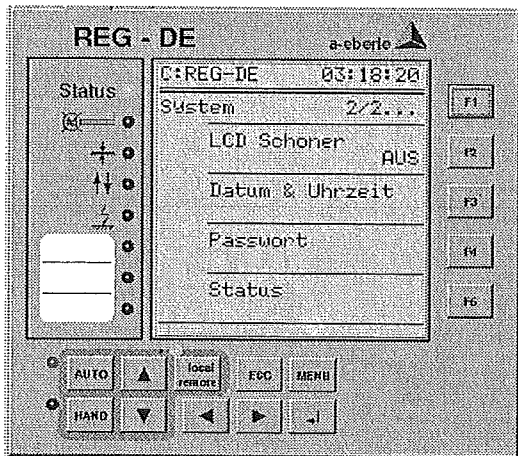 REG - DE
a-eberle
Status
C:REG-DE 03:18:20
System 2/2...
LCD Schoner
AUS
Datum & Uhrzeit
Passwort
Status
F1
F2
F3
F4
F5
AUTO
local
remote
ESC
MENU
HAND